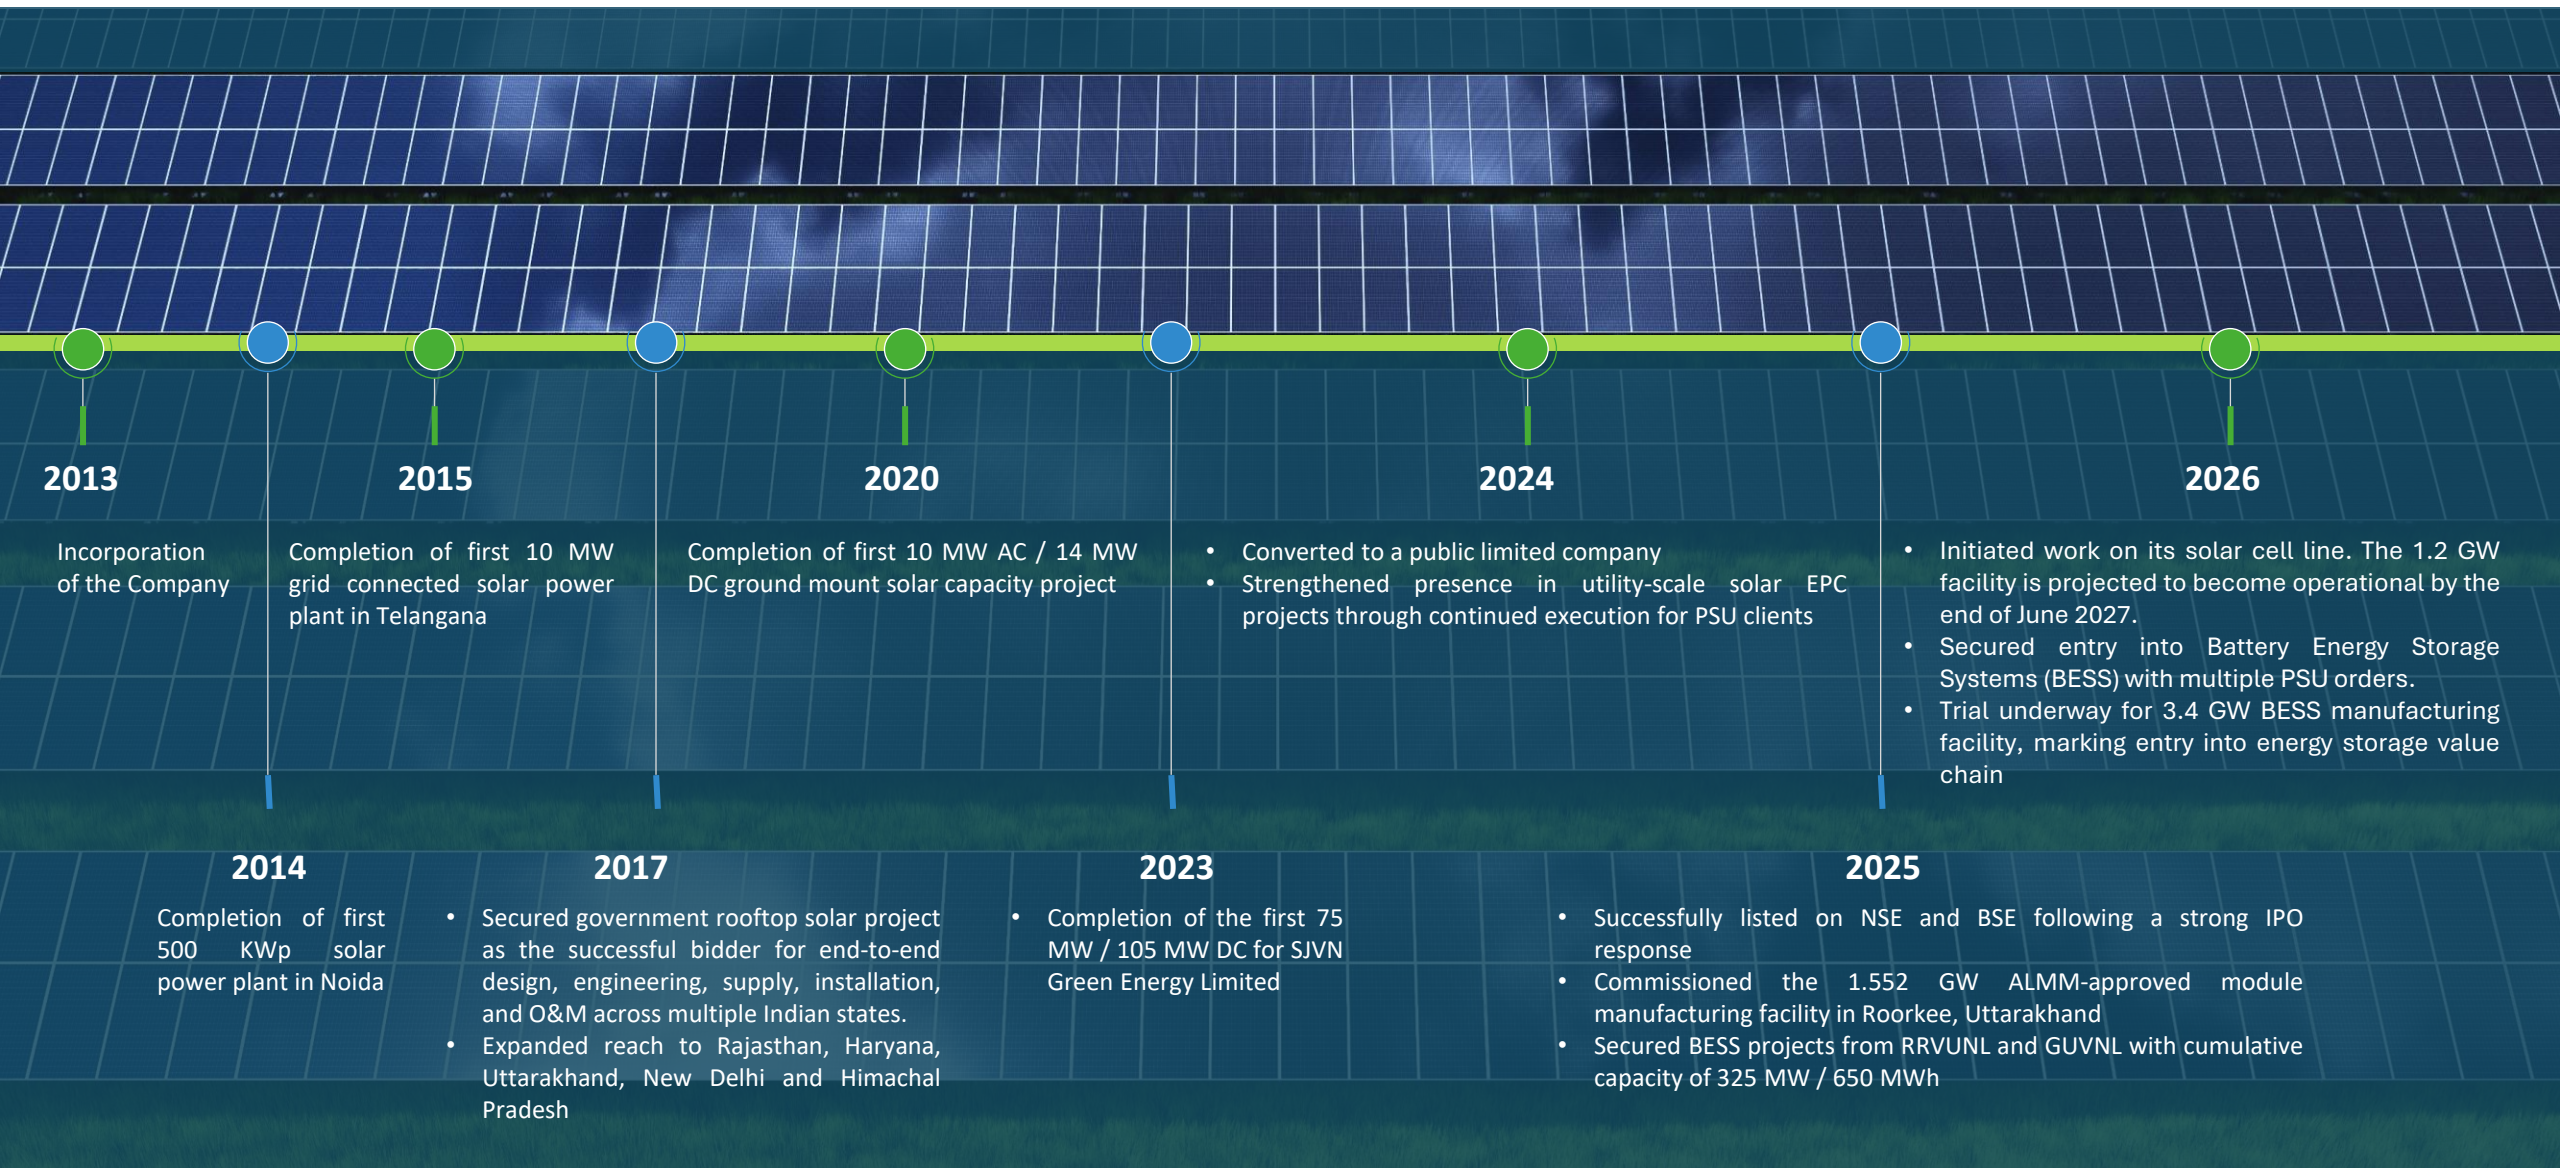 2013
Incorporation
of the Company
2014
Completion of first
500 KWp solar
power plant in Noida
2015
Completion of first 10 MW
grid connected solar power
plant in Telangana
2017
• Secured government rooftop solar project
as the successful bidder for end-to-end
design, engineering, supply, installation,
and O&M across multiple Indian states.
• Expanded reach to Rajasthan, Haryana,
Uttarakhand, New Delhi and Himachal
Pradesh
2020
Completion of first 10 MW AC / 14 MW
DC ground mount solar capacity project
2023
• Completion of the first 75
MW / 105 MW DC for SJVN
Green Energy Limited
2024
• Converted to a public limited company
• Strengthened presence in utility-scale solar EPC
projects through continued execution for PSU clients
2025
• Successfully listed on NSE and BSE following a strong IPO
response
• Commissioned the 1.552 GW ALMM-approved module
manufacturing facility in Roorkee, Uttarakhand
• Secured BESS projects from RRVUNL and GUVNL with cumulative
capacity of 325 MW / 650 MWh
2026
• Initiated work on its solar cell line. The 1.2 GW
facility is projected to become operational by the
end of June 2027.
• Secured entry into Battery Energy Storage
Systems (BESS) with multiple PSU orders.
• Trial underway for 3.4 GW BESS manufacturing
facility, marking entry into energy storage value
chain